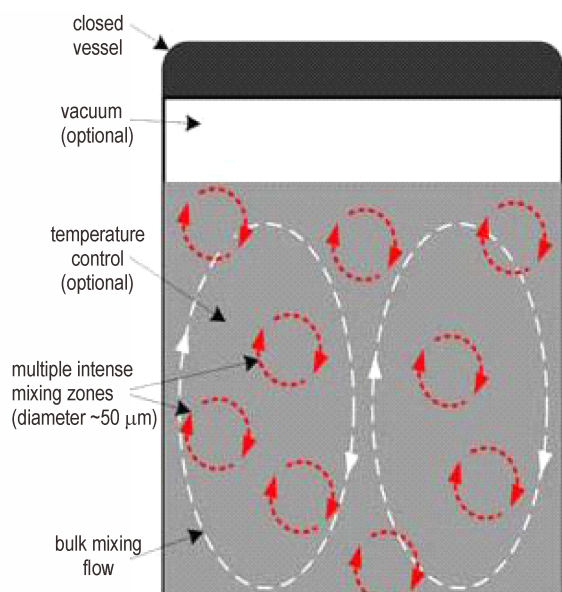 closed
vessel
vacuum
(optional)
temperature
control
(optional)
multiple intense
mixing zones
(diameter ~50 μm)
bulk mixing
flow